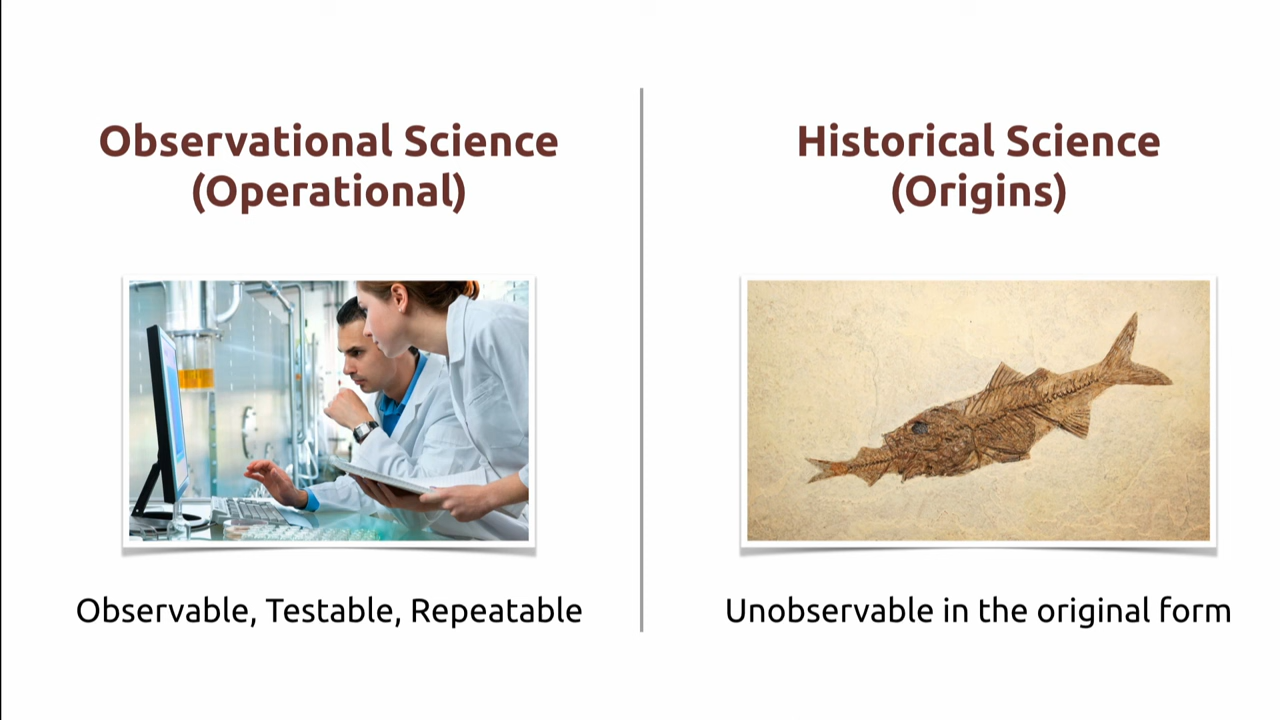 Observational Science
(Operational)
Observable, Testable, Repeatable
Historical Science
(Origins)
Unobservable in the original form